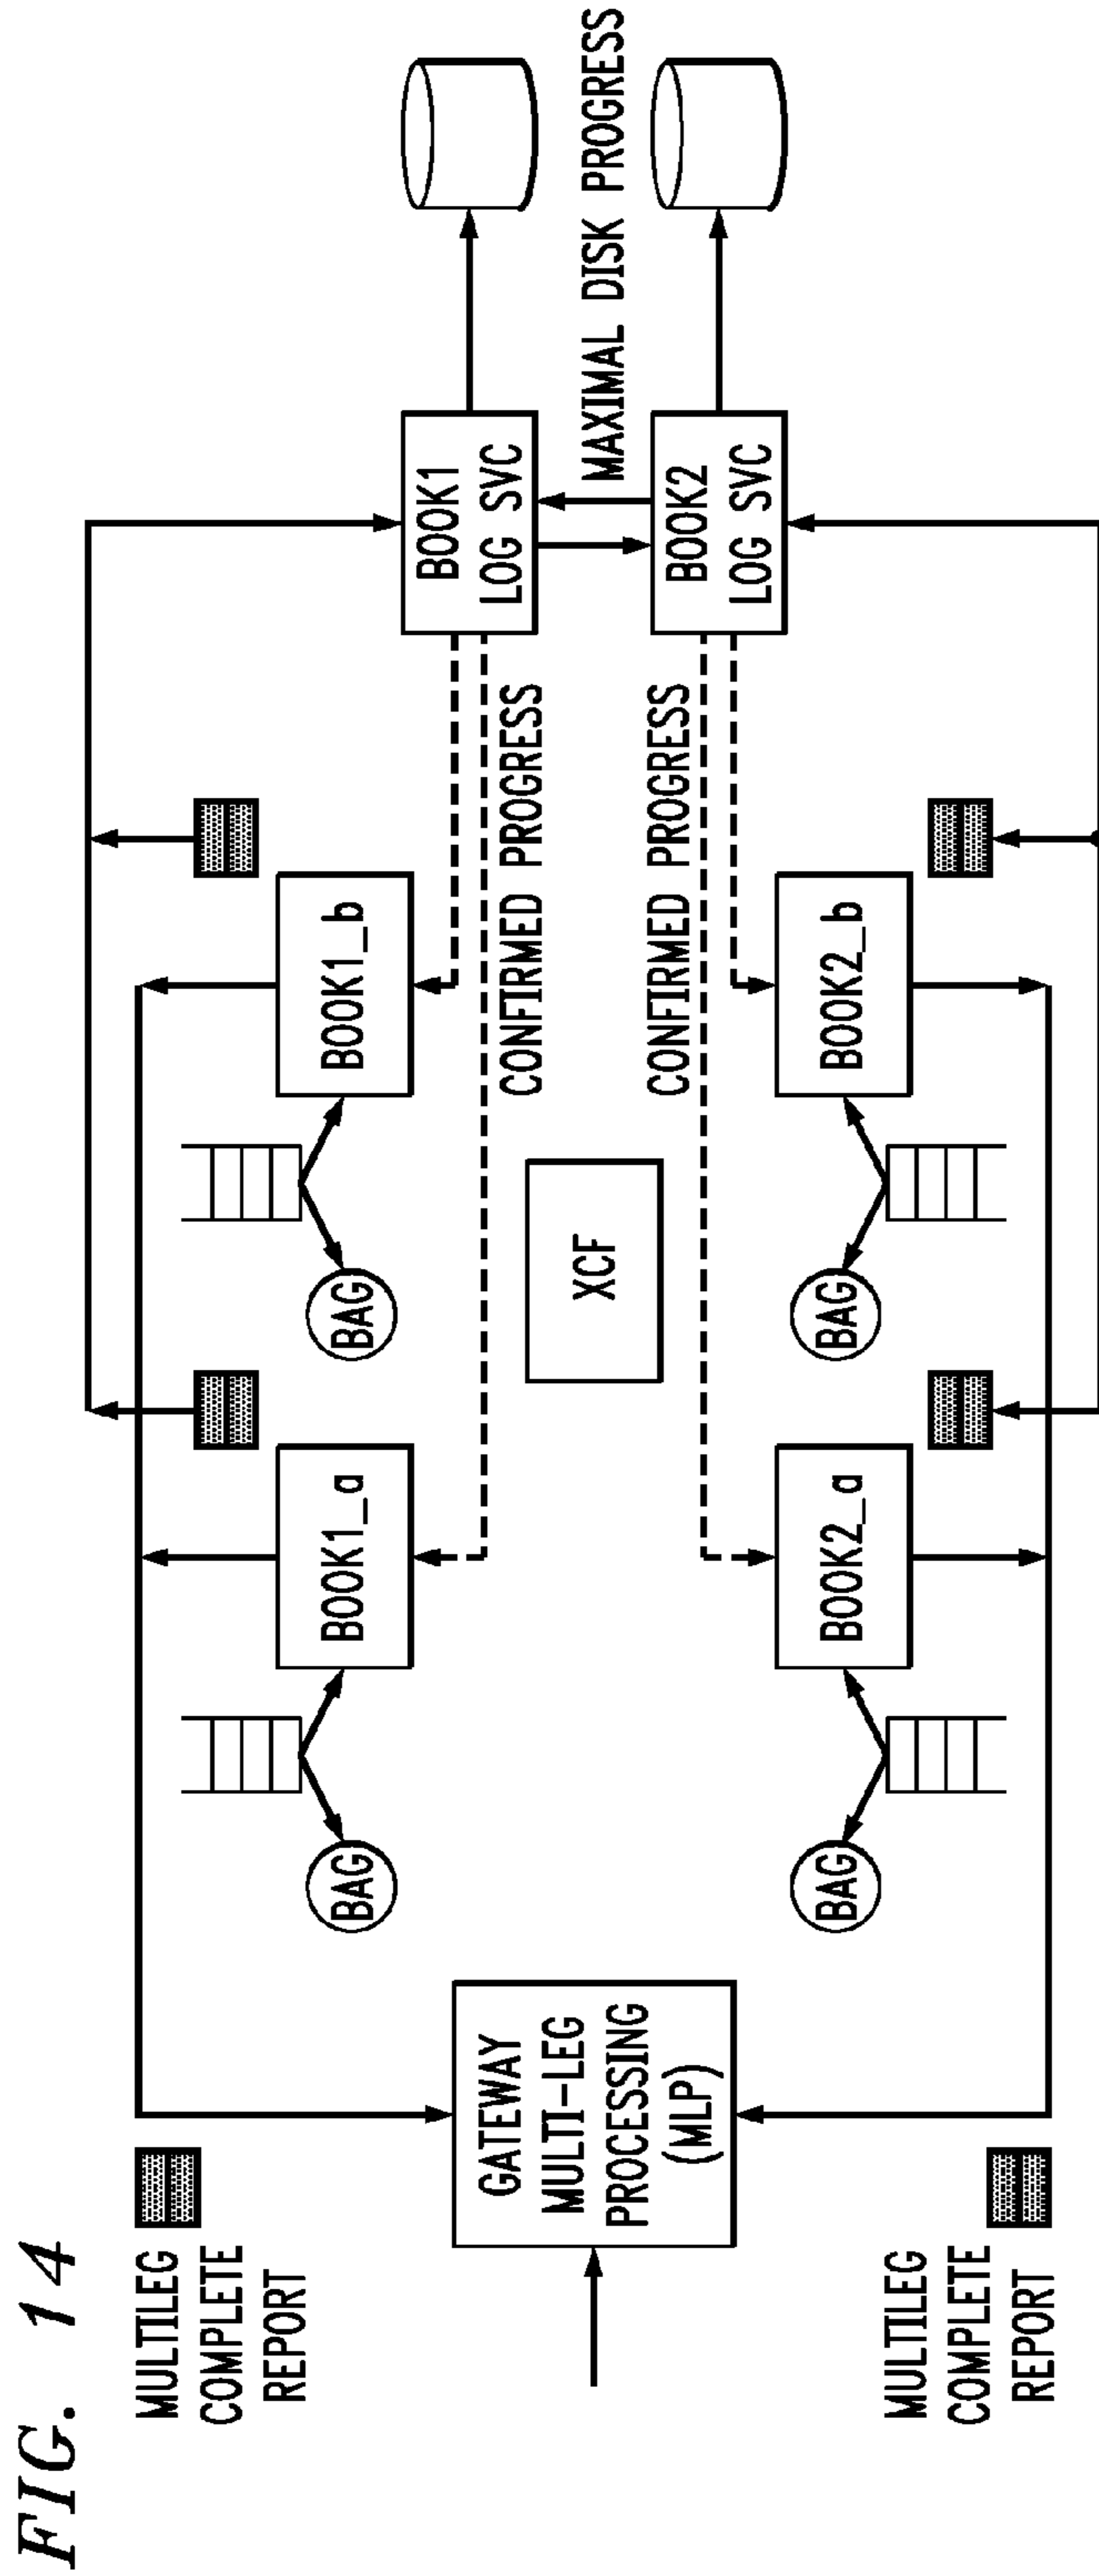 FIG. 14
MULTILEG
COMPLETE
REPORT
MULTILEG
COMPLETE
REPORT
GATEWAY
MULTI-LEG
PROCESSING
(MLP)
BAG
BOOK1_a
BAG
BOOK1_b
BAG
BOOK2_a
BAG
BOOK2_b
XCF
CONFIRMED PROGRESS
CONFIRMED PROGRESS
BOOK1
LOG SVC
BOOK2
LOG SVC
MAXIMAL DISK PROGRESS